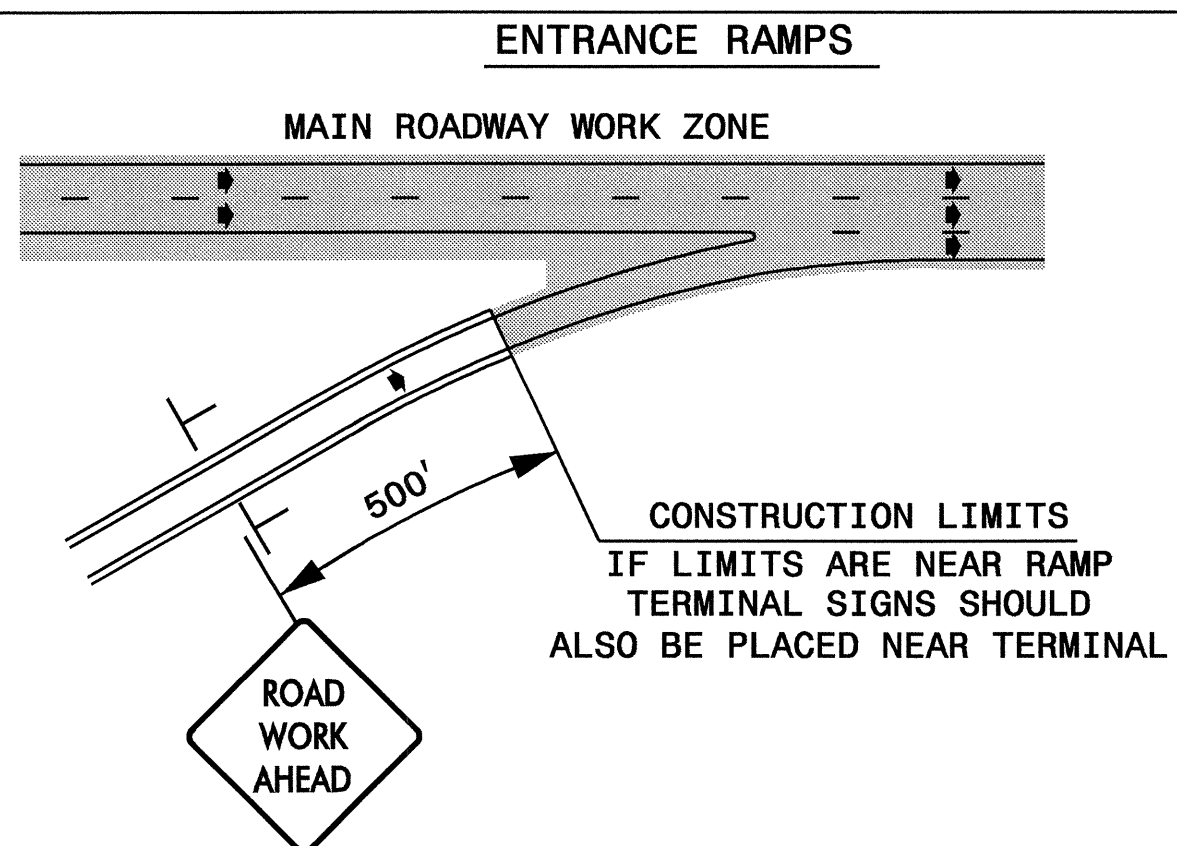 ENTRANCE RAMPS
MAIN ROADWAY WORK ZONE
500'
CONSTRUCTION LIMITS
IF LIMITS ARE NEAR RAMP
TERMINAL SIGNS SHOULD
ALSO BE PLACED NEAR TERMINAL
ROAD
WORK
AHEAD